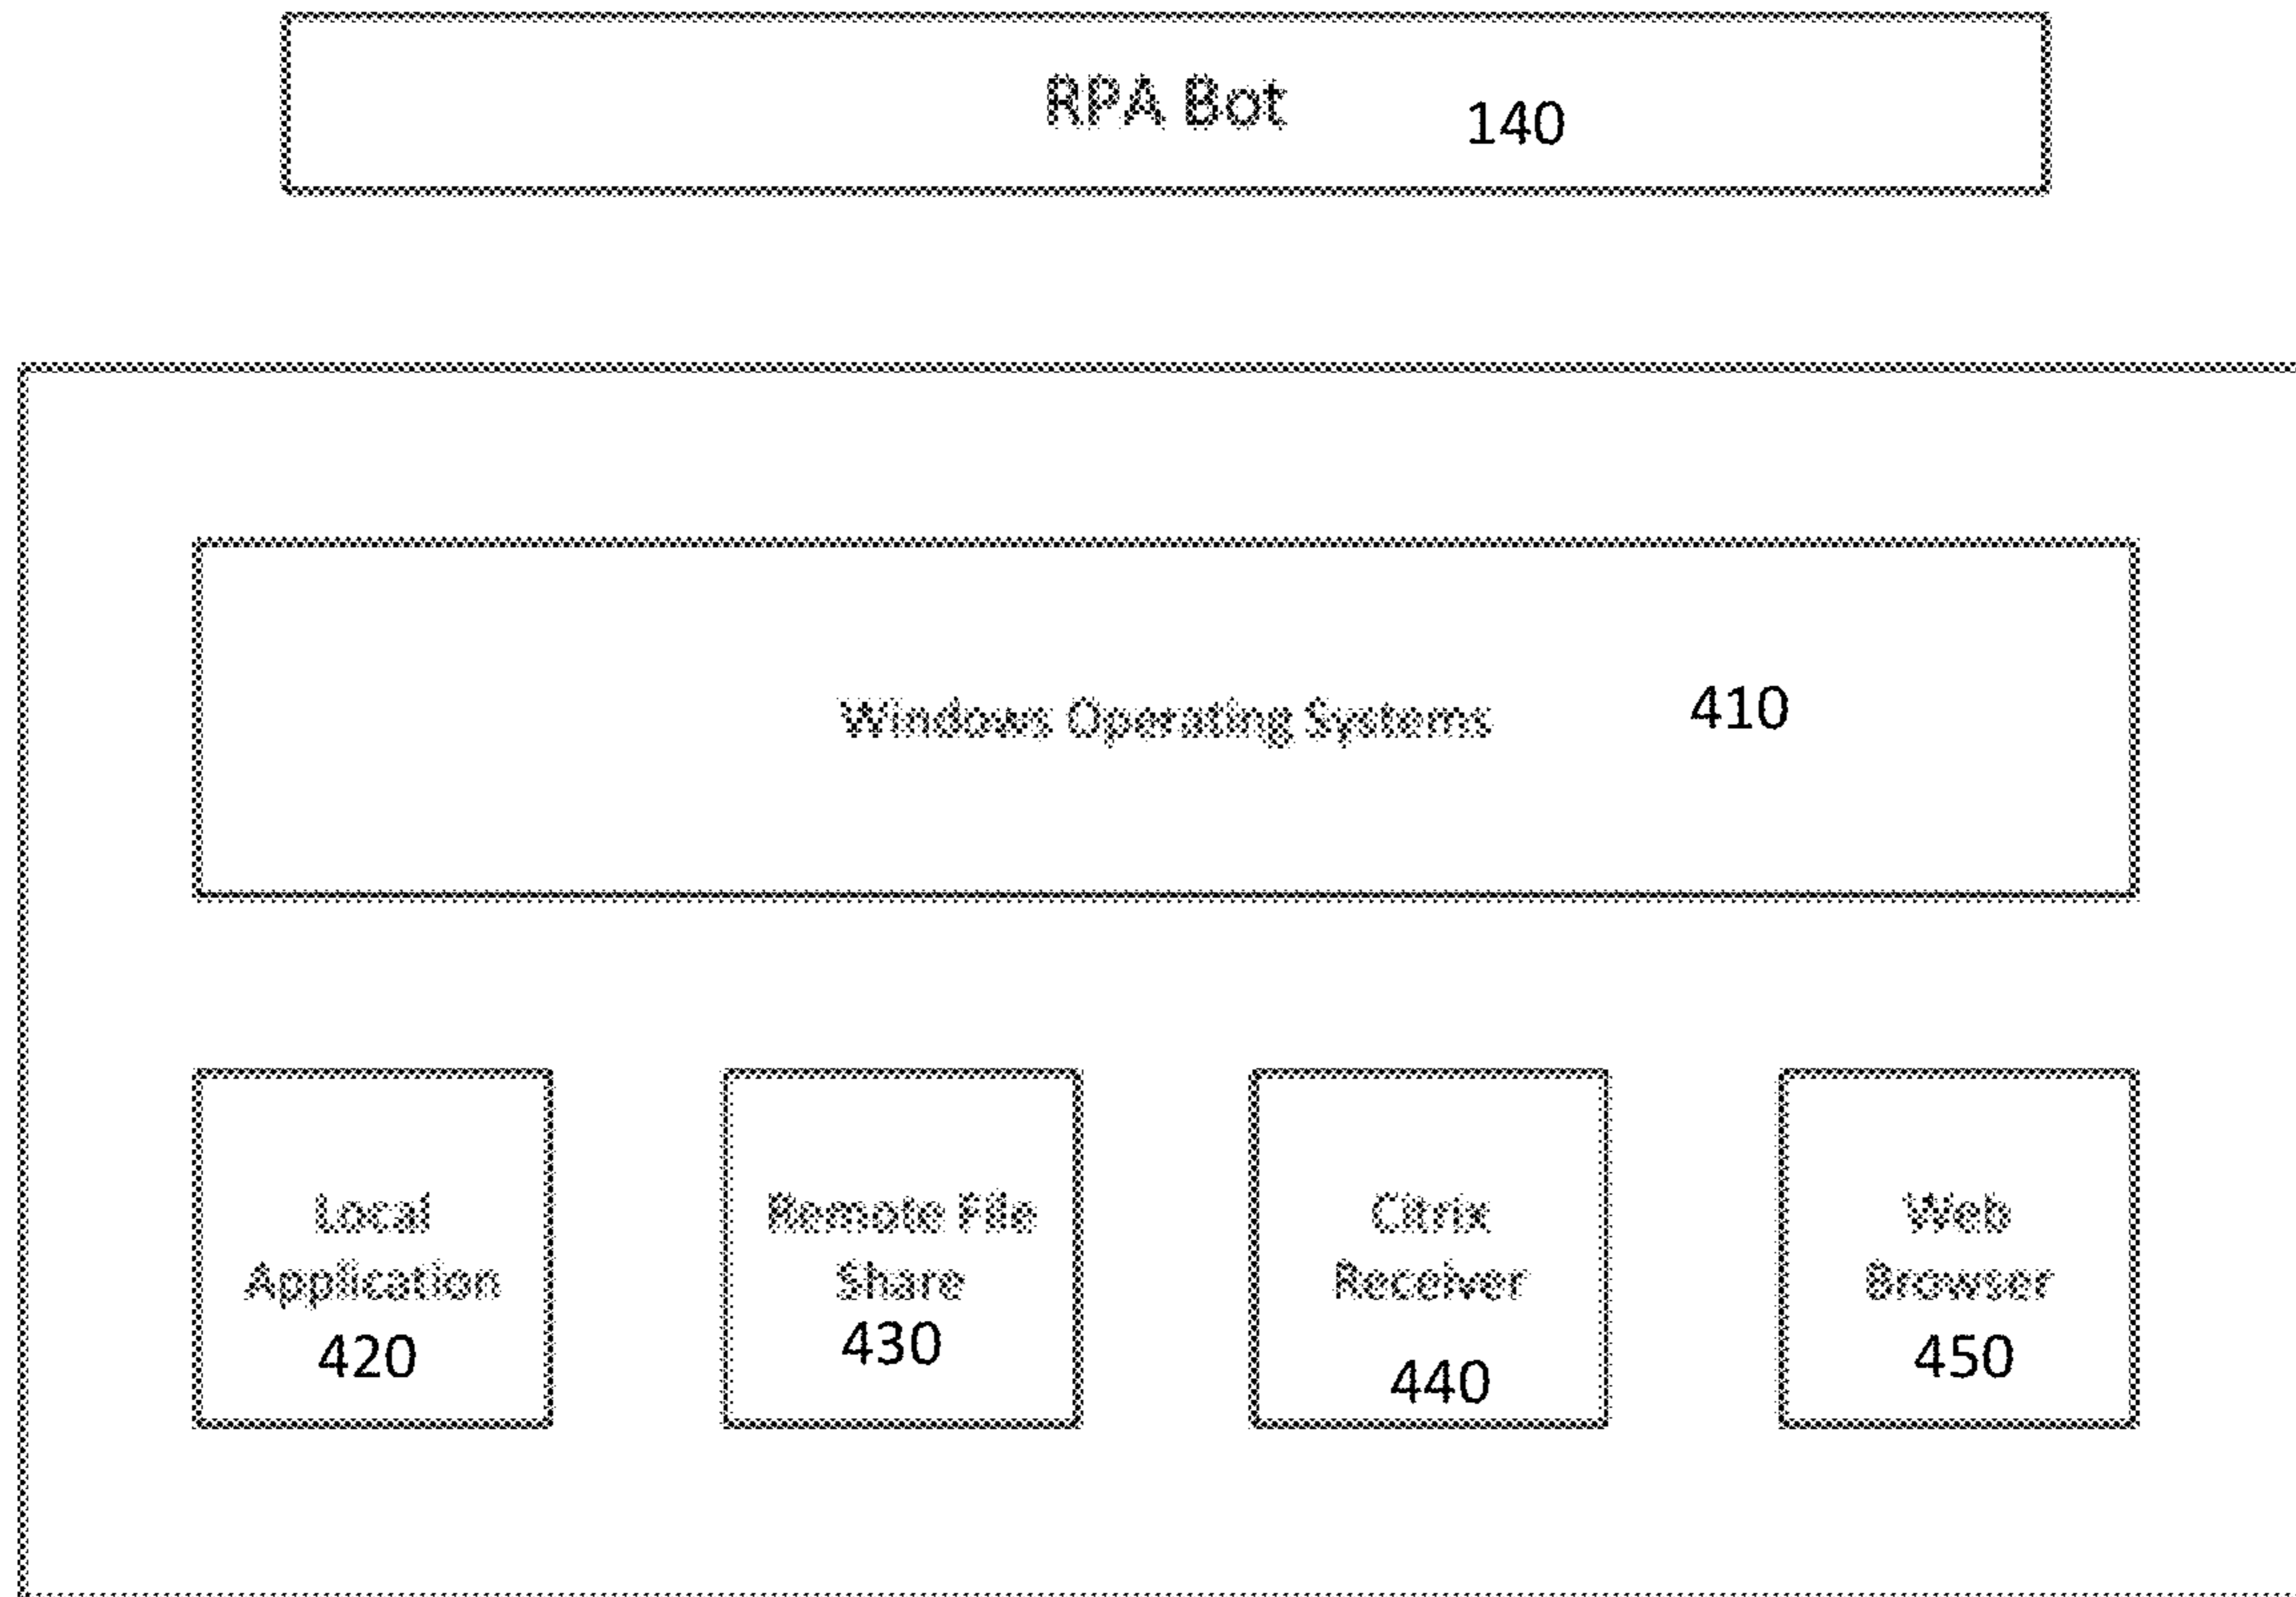 RPA Bot 140
Windows Operating Systems 410
Local
Application
420
Remote File
Share
430
Citrix
Receiver
440
Web
Browser
450